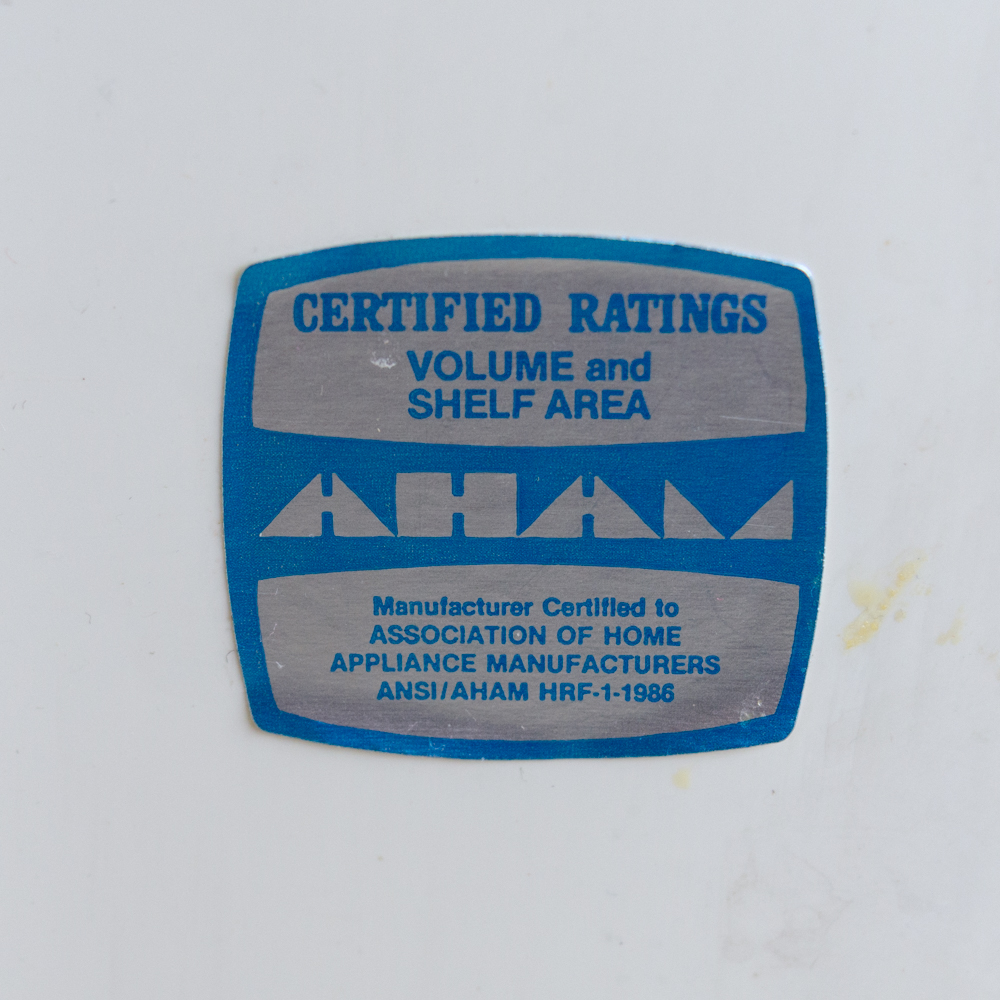 CERTIFIED RATINGS
VOLUME and
SHELF AREA
AHAM
Manufacturer Certified to
ASSOCIATION OF HOME
APPLIANCE MANUFACTURERS
ANSI/AHAM HRF-1-1986